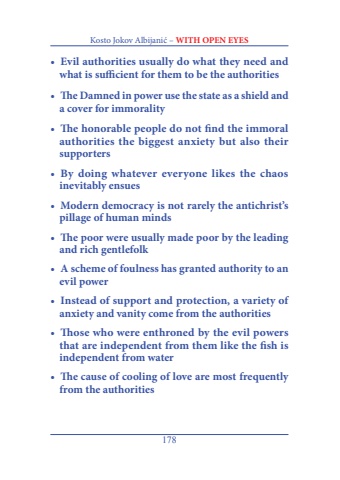 Kosto Jokov Albijanić – WITH OPEN EYES
• Evil authorities usually do what they need and
what is sufficient for them to be the authorities
• The Damned in power use the state as a shield and
a cover for immorality
• The honorable people do not find the immoral
authorities the biggest anxiety but also their
supporters
• By doing whatever everyone likes the chaos
inevitably ensues
• Modern democracy is not rarely the antichrist's
pillage of human minds
• The poor were usually made poor by the leading
and rich gentlefolk
• A scheme of foulness has granted authority to an
evil power
• Instead of support and protection, a variety of
anxiety and vanity come from the authorities
• Those who were enthroned by the evil powers
that are independent from them like the fish is
independent from water
• The cause of cooling of love are most frequently
from the authorities
178